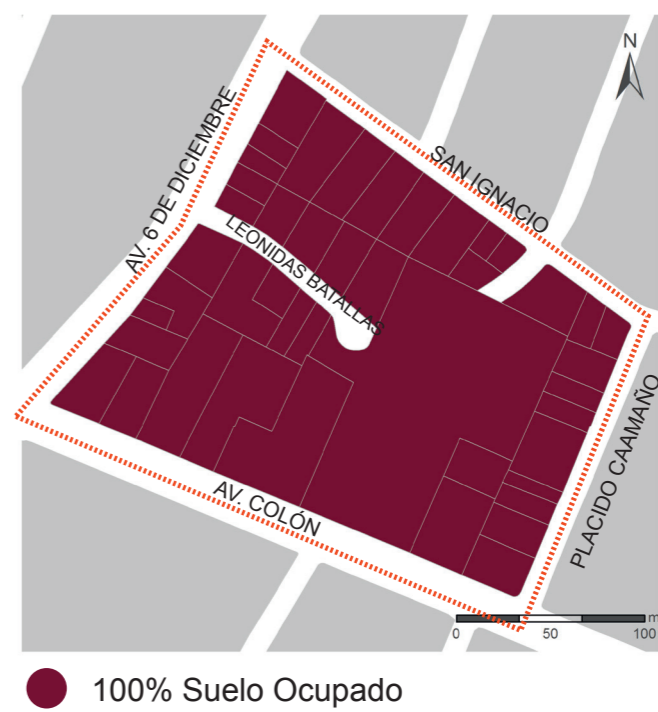 N
AV. 6 DE DICIEMBRE
SAN IGNACIO
LEONIDAS BATALLAS
PLACIDO CAAMAÑO
AV. COLÓN
m
0 50 100
100% Suelo Ocupado